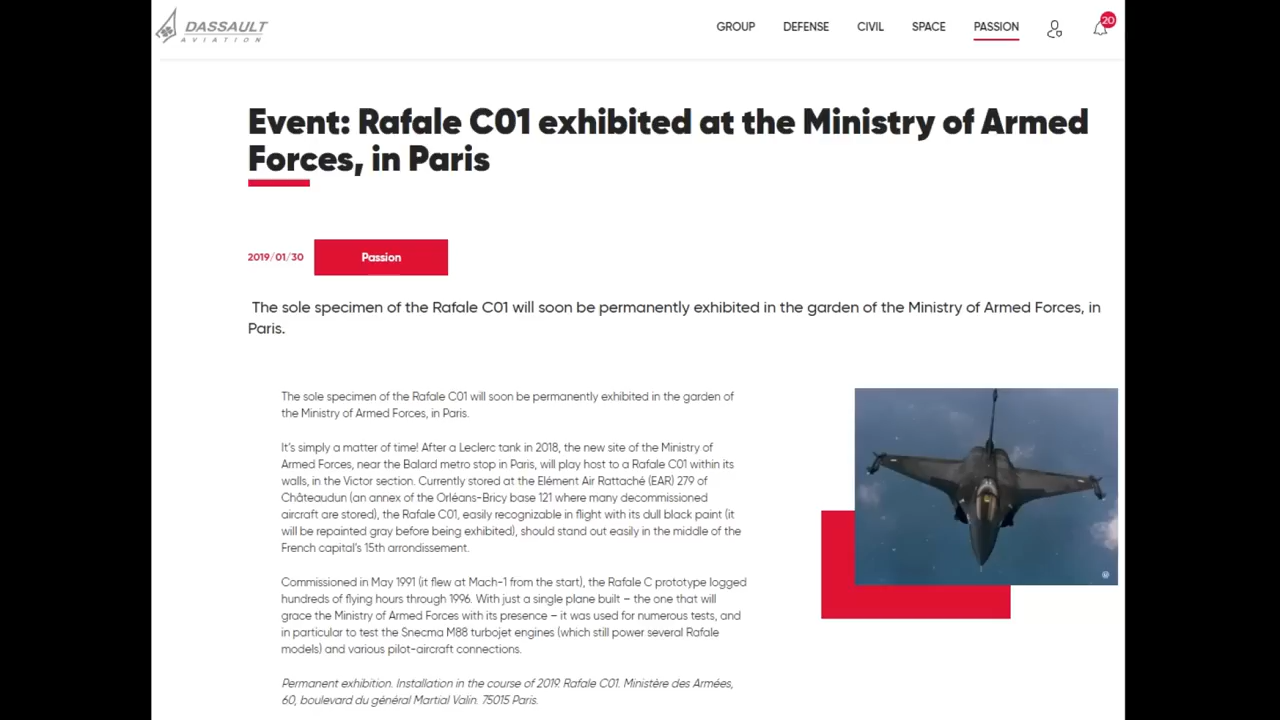 DASSAULT
AVIATION
GROUP DEFENSE CIVIL SPACE PASSION 20
Event: Rafale C01 exhibited at the Ministry of Armed
Forces, in Paris
2019/01/30 Passion
The sole specimen of the Rafale C01 will soon be permanently exhibited in the garden of the Ministry of Armed Forces, in
Paris.
The sole specimen of the Rafale C01 will soon be permanently exhibited in the garden of
the Ministry of Armed Forces, in Paris.
It's simply a matter of time! After a Leclerc tank in 2018, the new site of the Ministry of
Armed Forces, near the Balard metro stop in Paris, will play host to a Rafale C01 within its
walls, in the Victor section. Currently stored at the Elément Air Rattaché (EAR) 279 of
Châteaudun (an annex of the Orléans-Bricy base 121 where many decommissioned
aircraft are stored), the Rafale C01, easily recognizable in flight with its dull black paint (it
will be repainted gray before being exhibited), should stand out easily in the middle of the
French capital's 15th arrondissement.
Commissioned in May 1991 (it flew at Mach-1 from the start), the Rafale C prototype logged
hundreds of flying hours through 1996. With just a single plane built – the one that will
grace the Ministry of Armed Forces with its presence – it was used for numerous tests, and
in particular to test the Snecma M88 turbojet engines (which still power several Rafale
models) and various pilot-aircraft connections.
Permanent exhibition. Installation in the course of 2019. Rafale C01. Ministère des Armées,
60, boulevard du général Martial Valin. 75015 Paris.